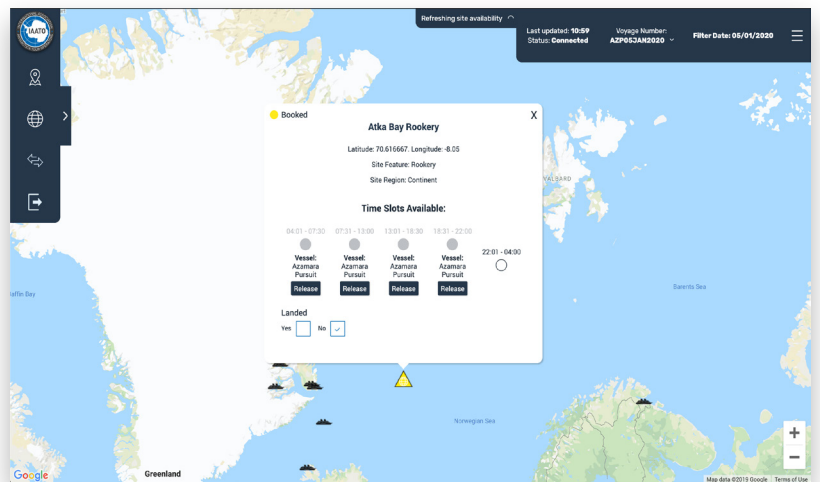 IAATO
Refreshing site availability
Last updated: 10:59
Status: Connected
Voyage Number:
AZPG5JAN2020
Filter Date: 05/01/2020
Booked
X
Atka Bay Rookery
Latitude: 70.616667. Longitude: -8.05
Site Feature: Rookery
Site Region: Continent
Time Slots Available:
04:01 - 07:30 07:31 - 13:00 13:01 - 18:30 18:31 - 22:00 22:01 - 04:00
Vessel: Vessel: Vessel: Vessel:
Azamara Azamara Azamara Azamara
Pursuit Pursuit Pursuit Pursuit
Release Release Release Release
Landed
Yes No
VALBARD
affin Bay
Barents Sea
Norwegian Sea
Greenland
+
−
Google
Map data ©2019 Google Terms of Use